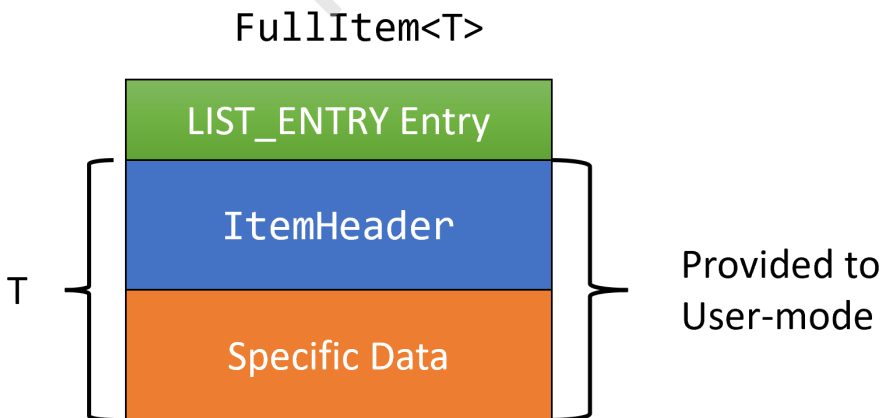 FullItem<T>
LIST_ENTRY Entry
ItemHeader
T
Provided to
User-mode
Specific Data